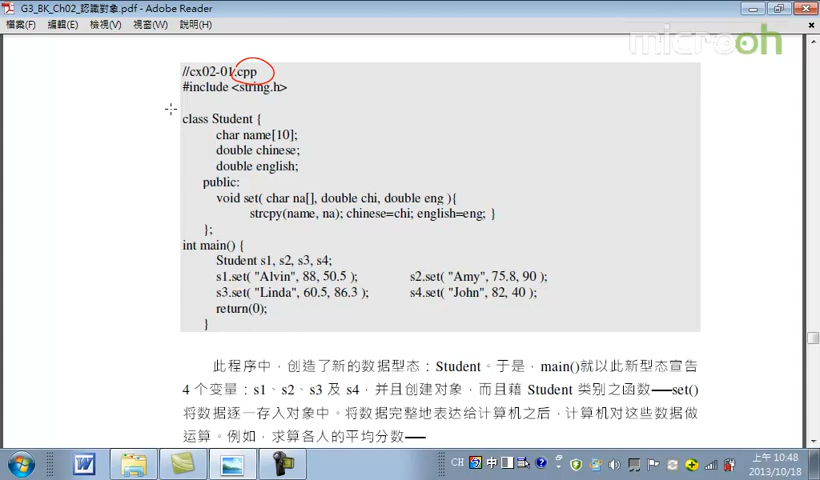 G3_BK_Ch02_認識對象.pdf - Adobe Reader
檔案(F) 編輯(E) 檢視(V) 視窗(W) 說明(H)
microoh
//cx02-01.cpp
#include <string.h>
class Student {
char name[10];
double chinese;
double english;
public:
void set( char na[], double chi, double eng ){
strcpy(name, na); chinese=chi; english=eng; }
};
int main() {
Student s1, s2, s3, s4;
s1.set( "Alvin", 88, 50.5 ); s2.set( "Amy", 75.8, 90 );
s3.set( "Linda", 60.5, 86.3 ); s4.set( "John", 82, 40 );
return(0);
}
此程序中，创造了新的数据型态：Student。于是，main()就以此新型态宣告
4 个变量：s1、s2、s3 及 s4，并且创建对象，而且藉 Student 类别之函数──set()
将数据逐一存入对象中。将数据完整地表达给计算机之后，计算机对这些数据做
运算。例如，求算各人的平均分数──
CH 中
上午 10:48
2013/10/18